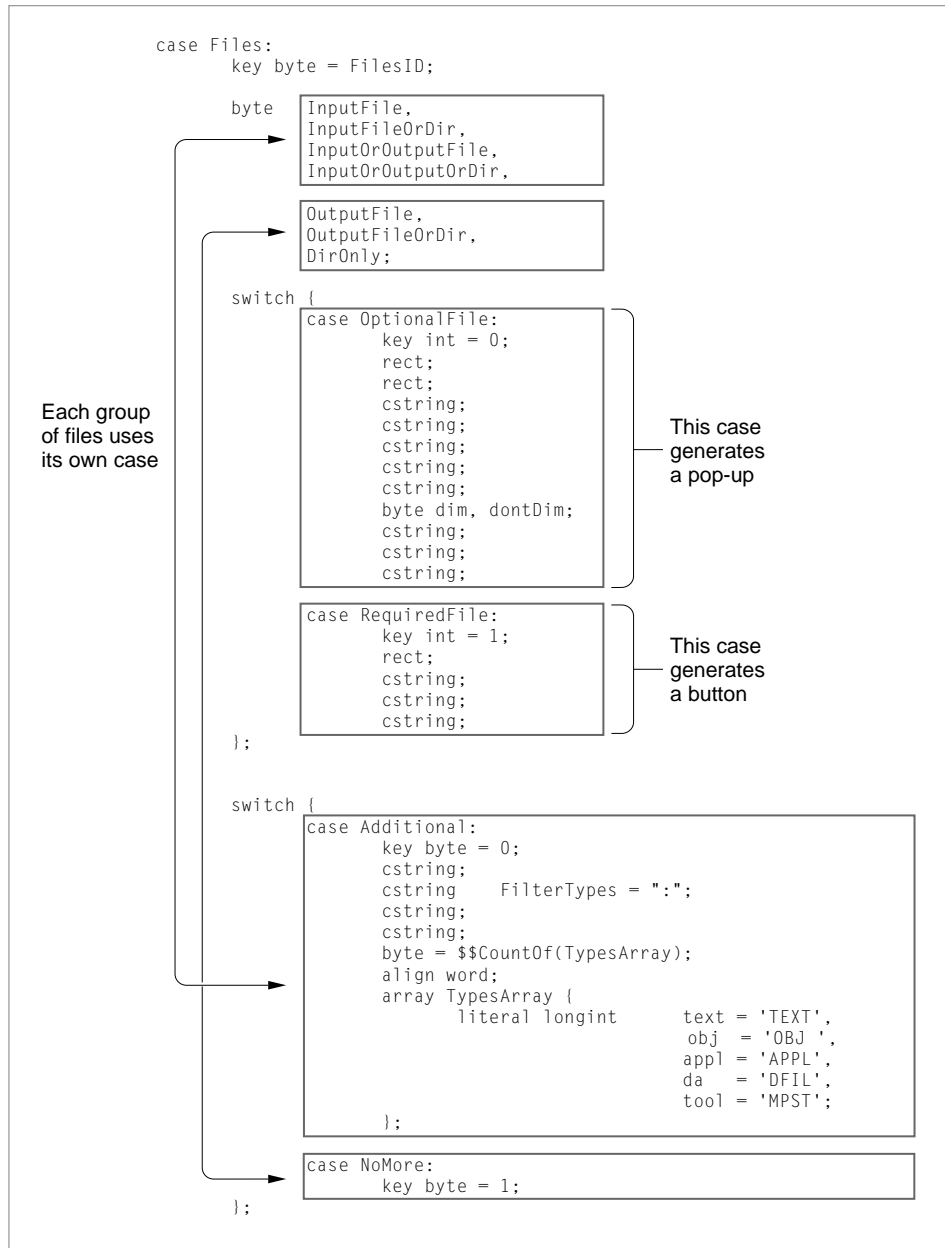 case Files:
key byte = FilesID;
byte InputFile,
InputFileOrDir,
InputOrOutputFile,
InputOrOutputOrDir,
OutputFile,
OutputFileOrDir,
DirOnly;
switch {
case OptionalFile:
key int = 0;
rect;
rect;
cstring;
cstring;
cstring;
cstring;
cstring;
byte dim, dontDim;
cstring;
cstring;
cstring;
Each group
of files uses
its own case
This case
generates
a pop-up
case RequiredFile:
key int = 1;
rect;
cstring;
cstring;
cstring;
This case
generates
a button
};
switch {
case Additional:
key byte = 0;
cstring;
cstring FilterTypes = ":";
cstring;
cstring;
byte = $$CountOf(TypesArray);
align word;
array TypesArray {
literal longint text = 'TEXT',
obj = 'OBJ ',
appl = 'APPL',
da = 'DFIL',
tool = 'MPST';
};
case NoMore:
key byte = 1;
};